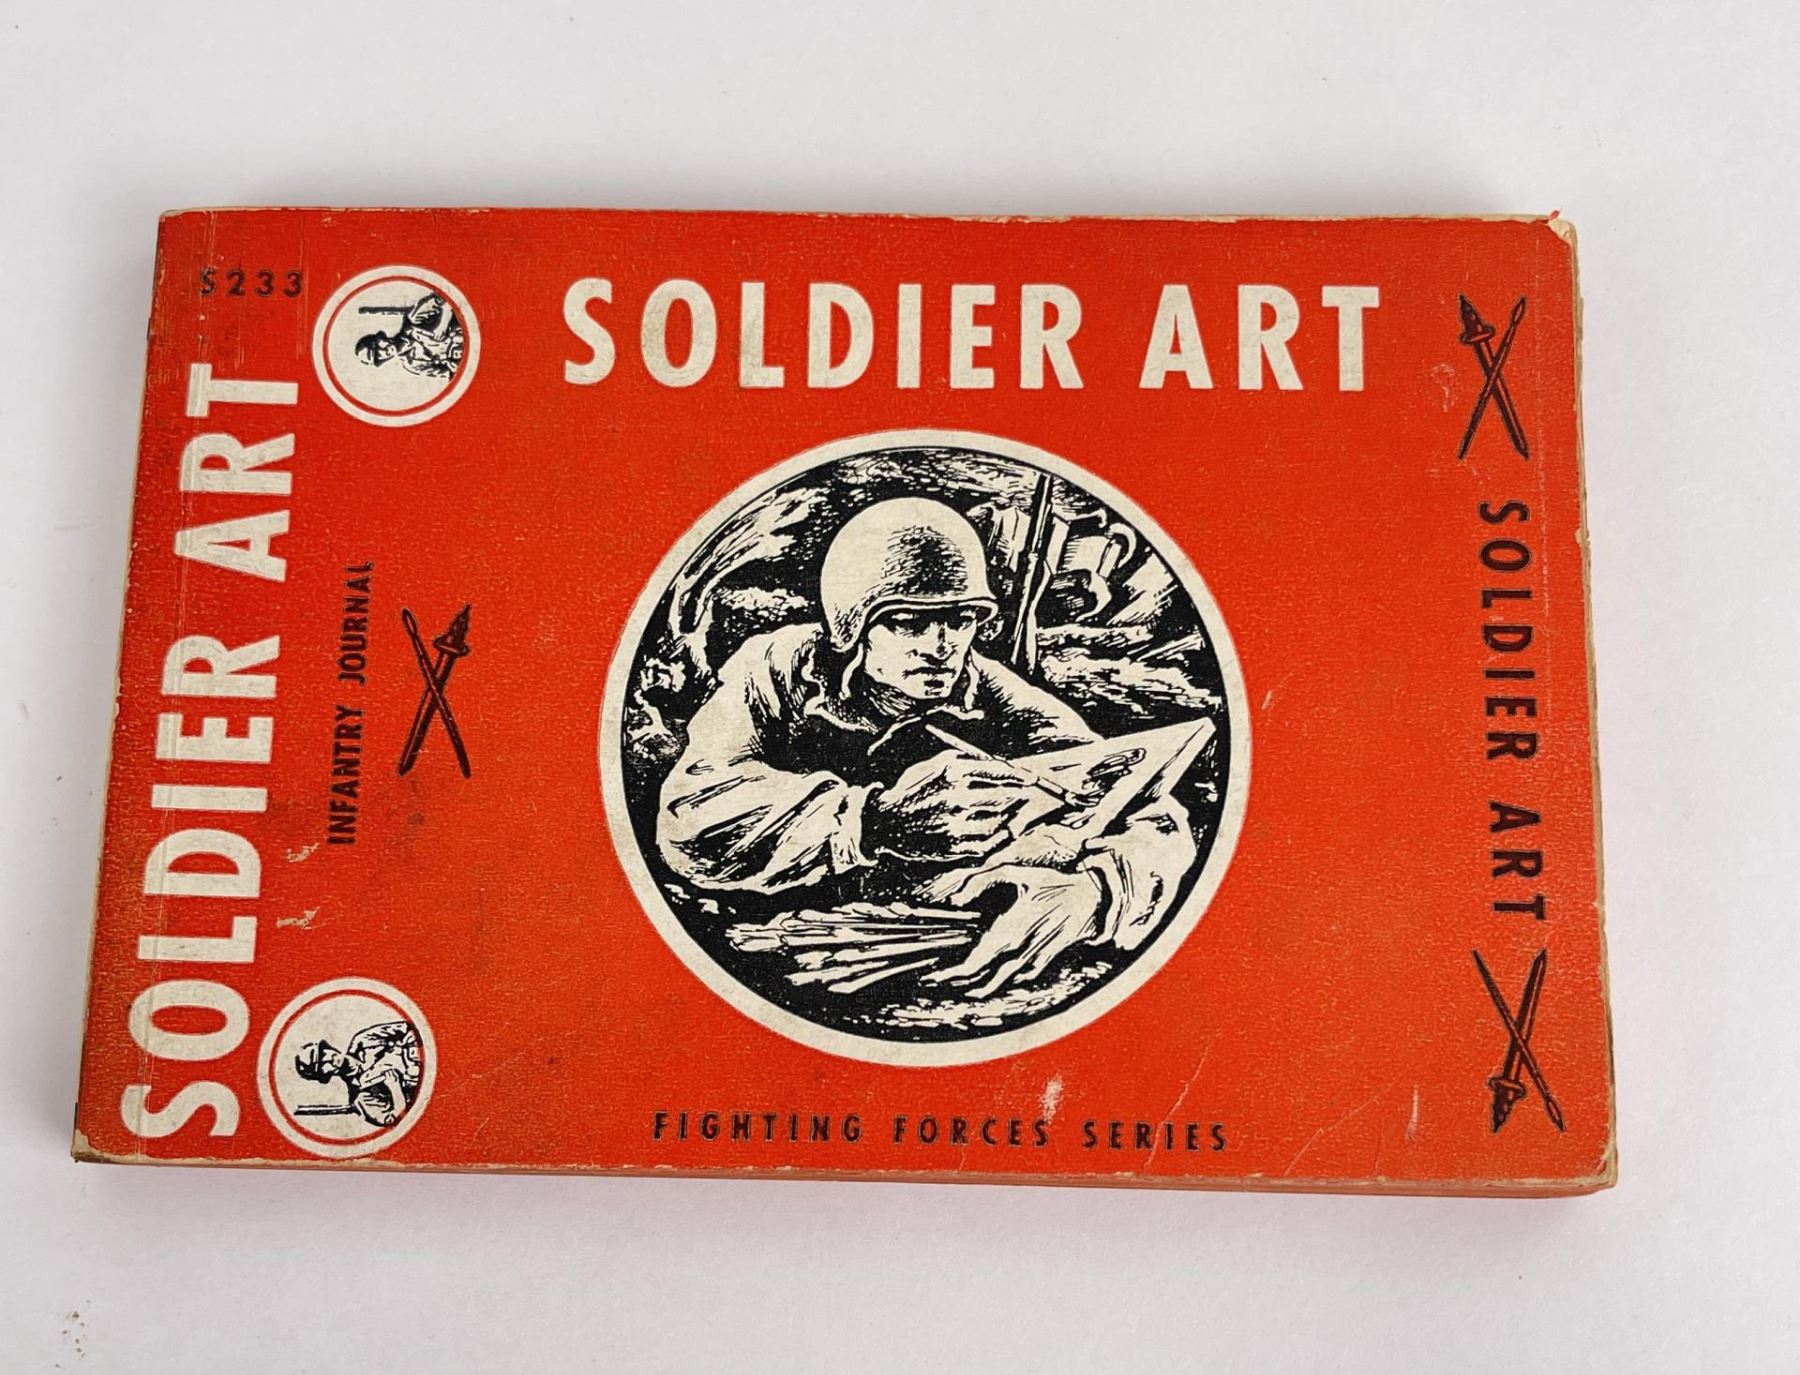 S233
SOLDIER ART
INFANTRY JOURNAL
SOLDIER ART
FIGHTING FORCES SERIES
SOLDIER ART